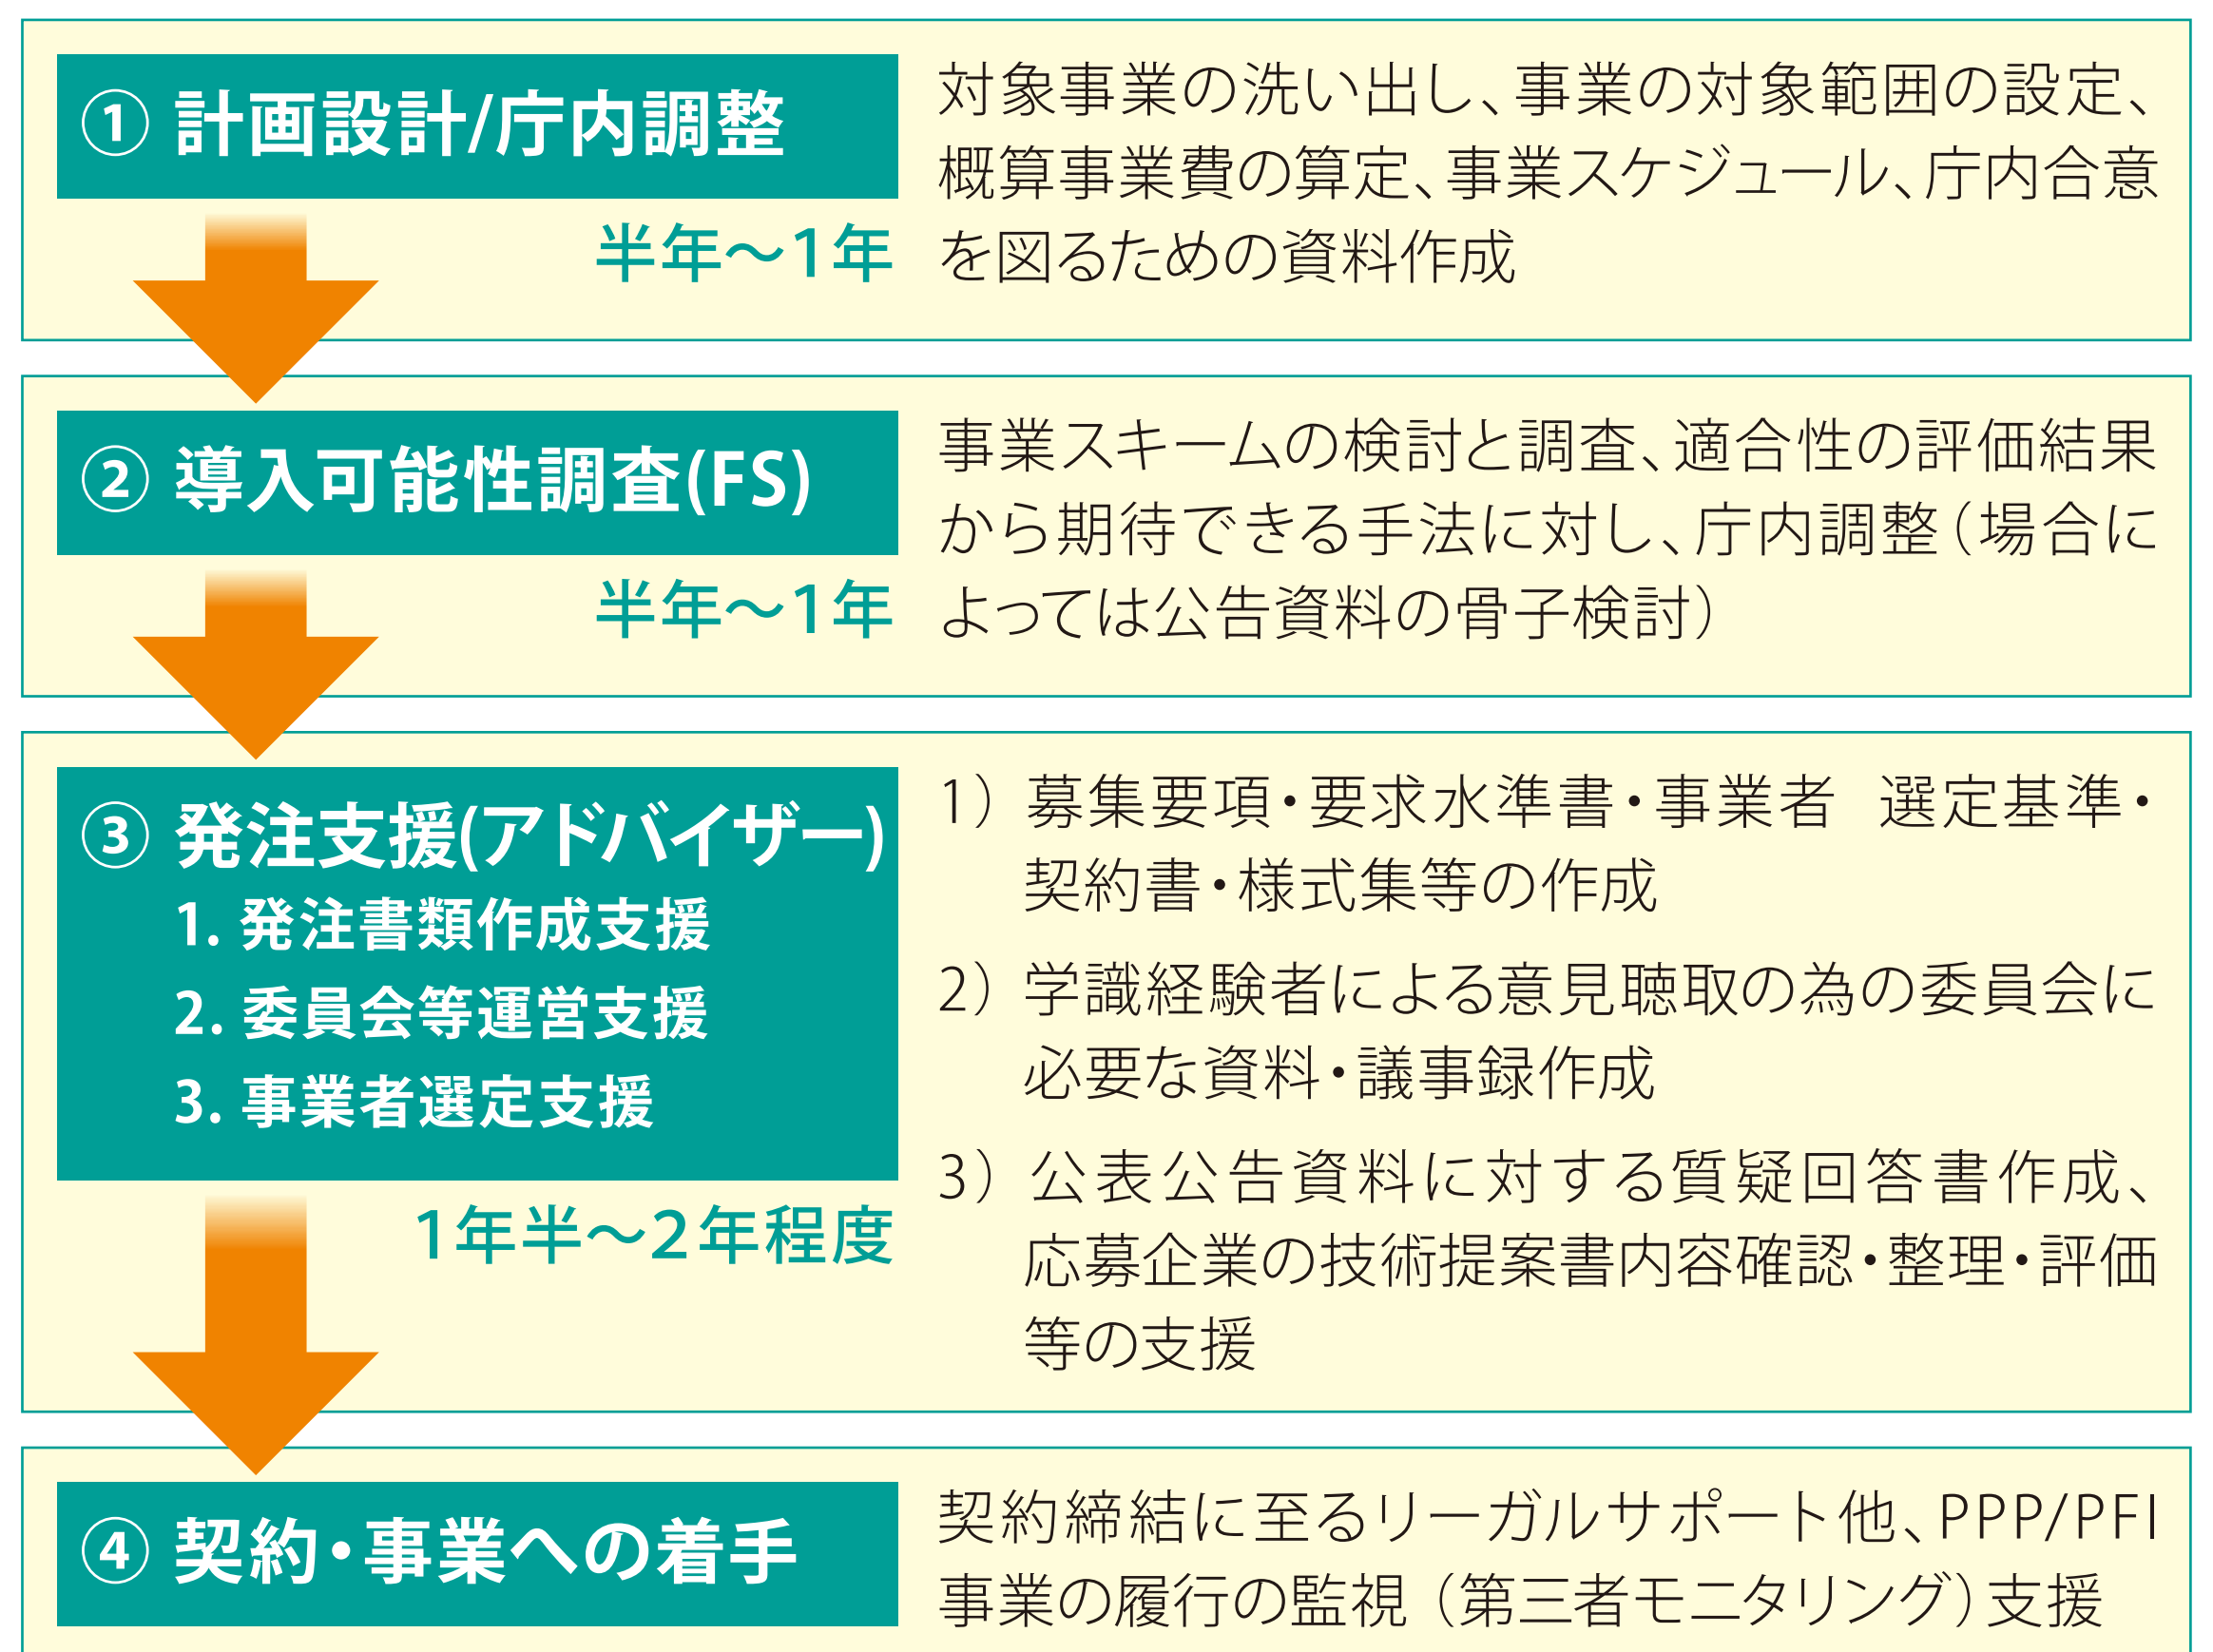 ① 計画設計/庁内調整
半年～1年
対象事業の洗い出し、事業の対象範囲の設定、
概算事業費の算定、事業スケジュール、庁内合意
を図るための資料作成
② 導入可能性調査(FS)
半年～1年
事業スキームの検討と調査、適合性の評価結果
から期待できる手法に対し、庁内調整（場合に
よっては公告資料の骨子検討）
③ 発注支援(アドバイザー)
1. 発注書類作成支援
2. 委員会等運営支援
3. 事業者選定支援
1年半～2年程度
1）募集要項・要求水準書・事業者　選定基準・
契約書・様式集等の作成
2）学識経験者による意見聴取の為の委員会に
必要な資料・議事録作成
3）公表公告資料に対する質疑回答書作成、
応募企業の技術提案書内容確認・整理・評価
等の支援
④ 契約・事業への着手
契約締結に至るリーガルサポート他、PPP/PFI
事業の履行の監視（第三者モニタリング）支援